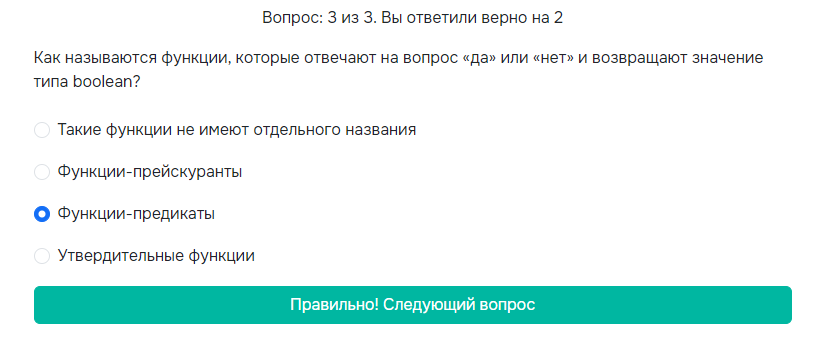 Вопрос: 3 из 3. Вы ответили верно на 2
Как называются функции, которые отвечают на вопрос «да» или «нет» и возвращают значение
типа boolean?
Такие функции не имеют отдельного названия
Функции-прейскуранты
Функции-предикаты
Утвердительные функции
Правильно! Следующий вопрос